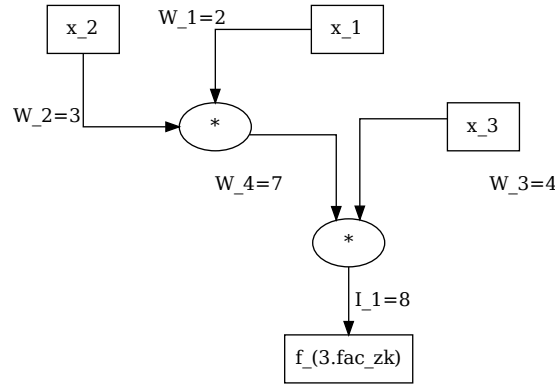 x_2
W_1=2
x_1
W_2=3
*
x_3
W_4=7
W_3=4
*
I_1=8
f_(3.fac_zk)